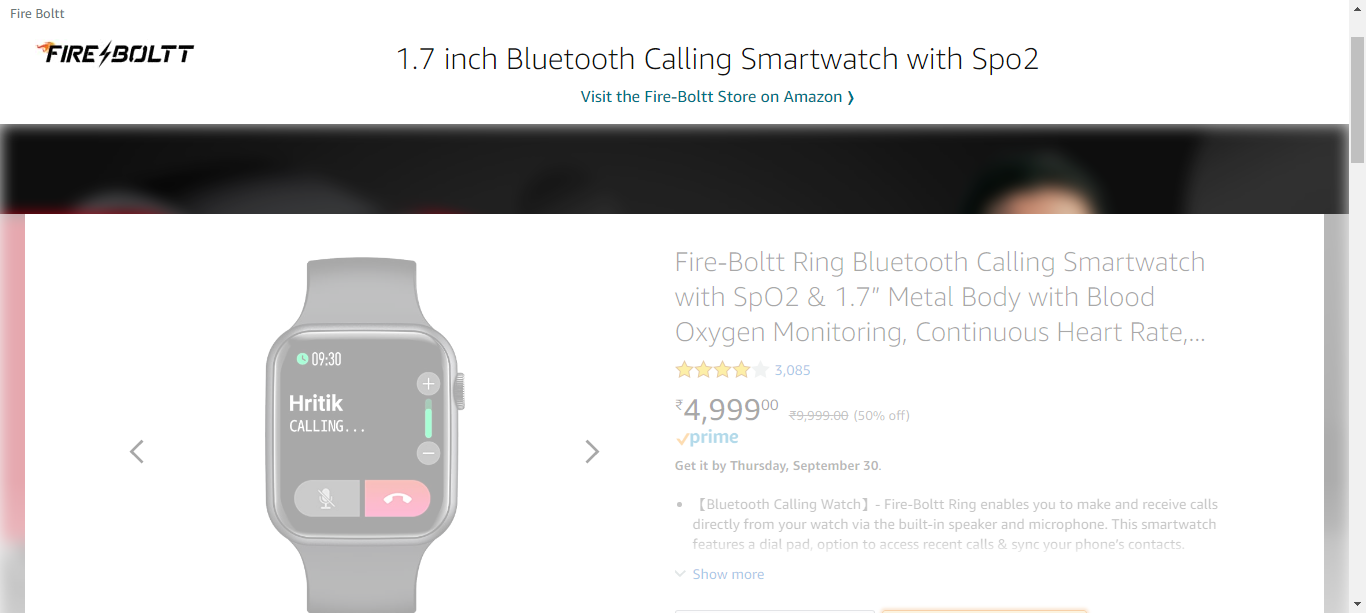 Fire Boltt
FIRE BOLTT
1.7 inch Bluetooth Calling Smartwatch with Spo2
Visit the Fire-Boltt Store on Amazon ❯
Fire-Boltt Ring Bluetooth Calling Smartwatch
with SpO2 & 1.7” Metal Body with Blood
Oxygen Monitoring, Continuous Heart Rate,...
3,085
₹4,99900 ₹9,999.00 (50% off)
prime
Get it by Thursday, September 30.
• 【Bluetooth Calling Watch】- Fire-Boltt Ring enables you to make and receive calls
directly from your watch via the built-in speaker and microphone. This smartwatch
features a dial pad, option to access recent calls & sync your phone's contacts.
Show more
09:30
Hritik
CALLING...